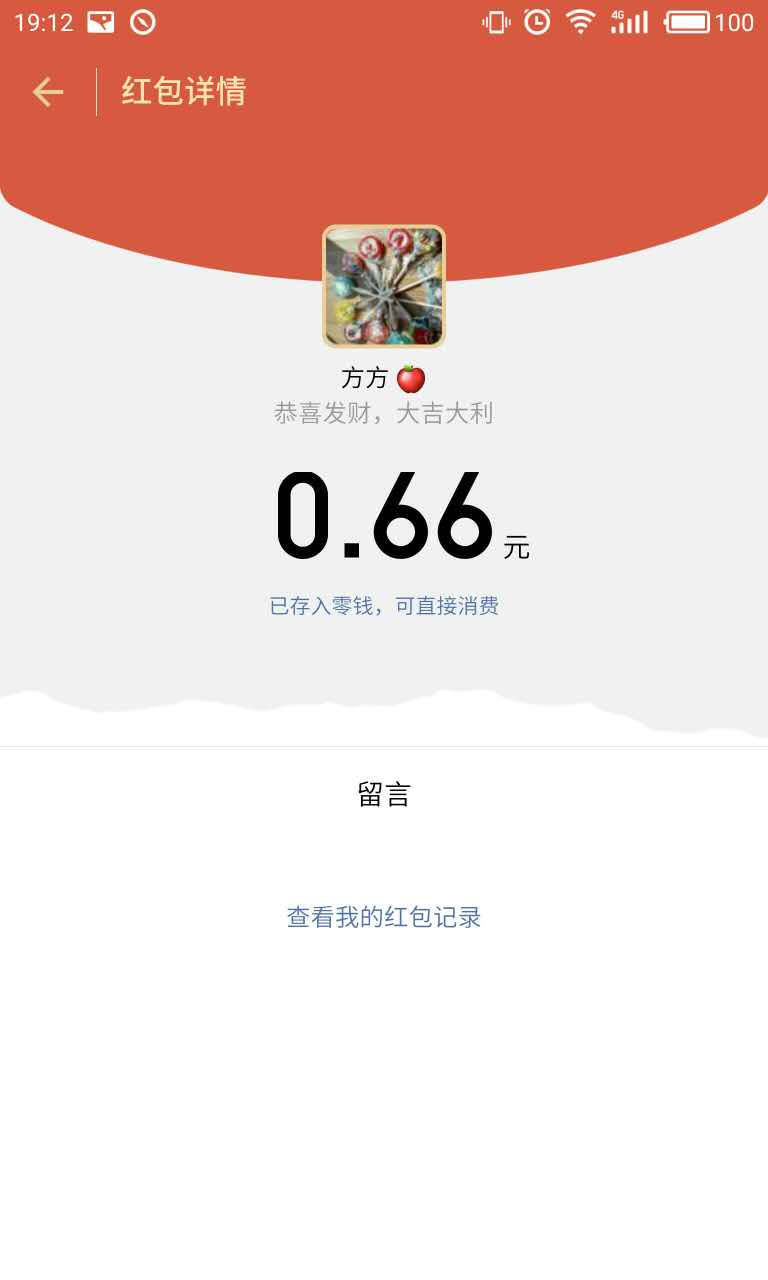 19:12 4G 100
红包详情
方方🍎
恭喜发财，大吉大利
0.66元
已存入零钱，可直接消费
留言
查看我的红包记录